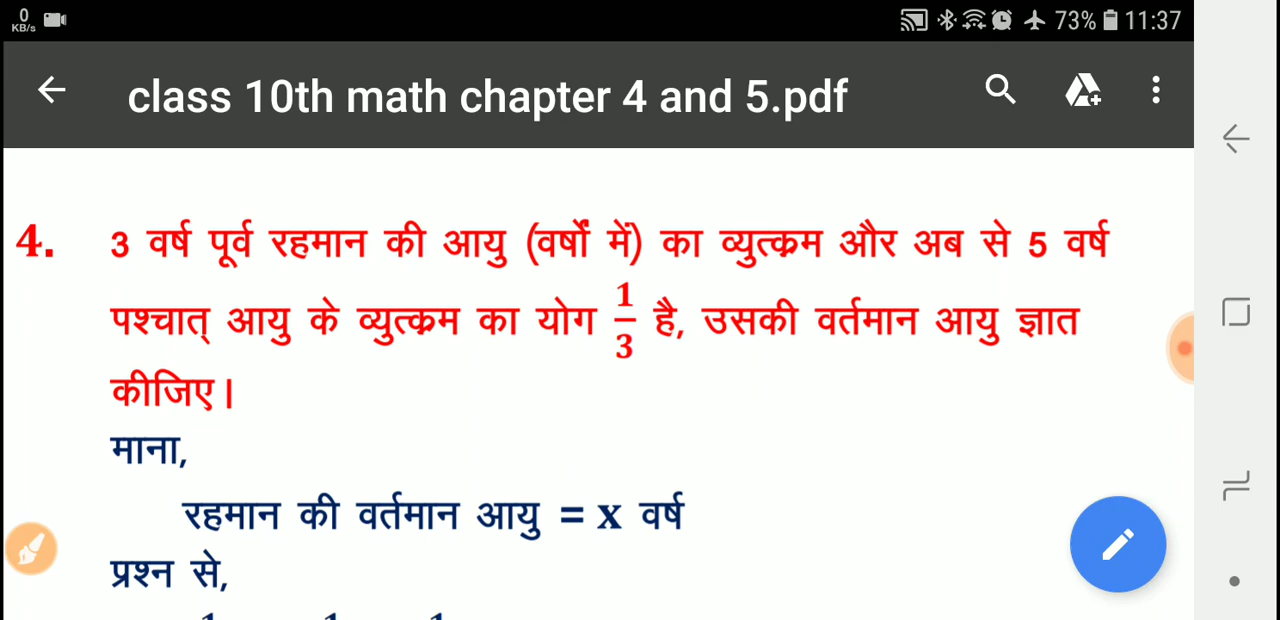 0
KB/s
73% 11:37
class 10th math chapter 4 and 5.pdf
4. 3 वर्ष पूर्व रहमान की आयु (वर्षों में) का व्युत्क्रम और अब से 5 वर्ष
पश्चात् आयु के व्युत्क्रम का योग 1/3 है, उसकी वर्तमान आयु ज्ञात
कीजिए।
माना,
रहमान की वर्तमान आयु = x वर्ष
प्रश्न से,